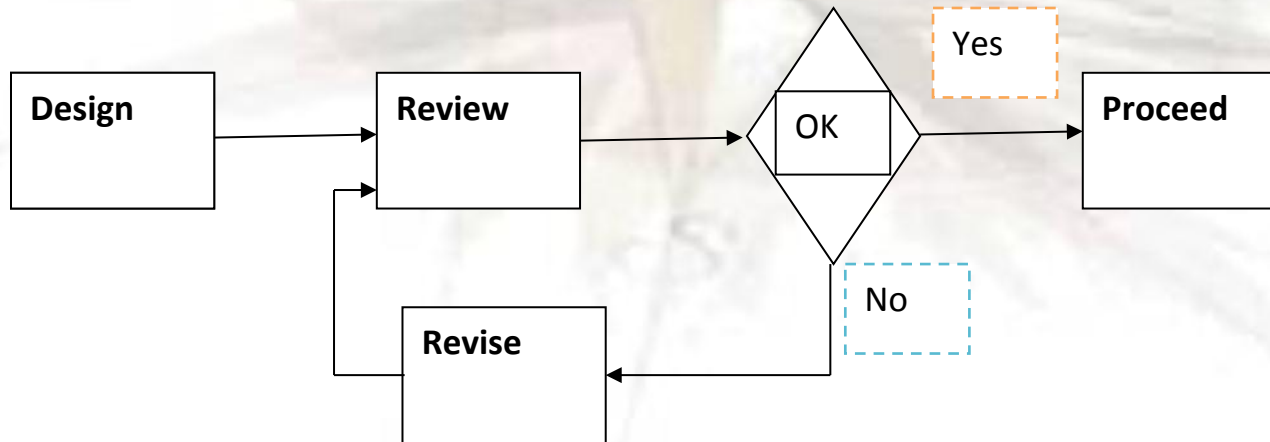 Yes
Design
Review
OK
Proceed
No
Revise